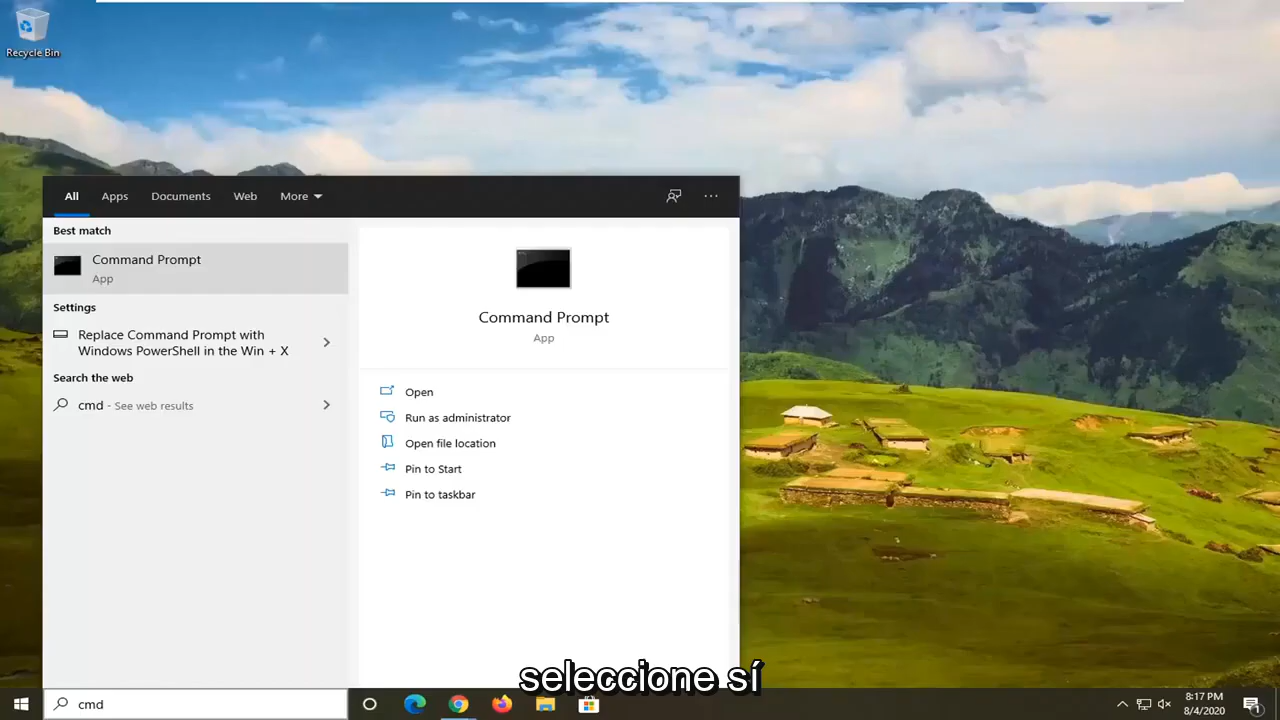 Recycle Bin
All
Apps
Documents
Web
More
Best match
Command Prompt
App
Settings
Replace Command Prompt with
Windows PowerShell in the Win + X
Search the web
cmd - See web results
Command Prompt
App
Open
Run as administrator
Open file location
Pin to Start
Pin to taskbar
seleccione sí
cmd
8:17 PM
8/4/2020
1